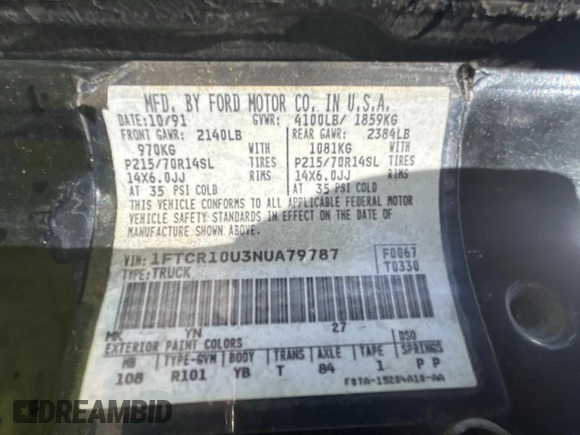 MFD. BY FORD MOTOR CO. IN U.S.A.
DATE: 10/91 GVWR: 4100LB/ 1859KG
FRONT GAWR: 2140LB REAR GAWR: 2384LB
970KG WITH 1081KG WITH
P215/70R14SL TIRES P215/70R14SL TIRES
14X6.0JJ RIMS 14X6.0JJ RIMS
AT 35 PSI COLD AT 35 PSI COLD
THIS VEHICLE CONFORMS TO ALL APPLICABLE FEDERAL MOTOR
VEHICLE SAFETY STANDARDS IN EFFECT ON THE DATE OF
MANUFACTURE SHOWN ABOVE.
VIN: 1FTCR10U3NUA79787 F0067
TYPE: TRUCK T0330
MK YN 27
EXTERIOR PAINT COLORS DSO
WB TYPE-GVM BODY TRANS AXLE TAPE SPRINGS
108 R101 YB T 84 1 P P
F0TA-15204A10-AA
DREAMBID